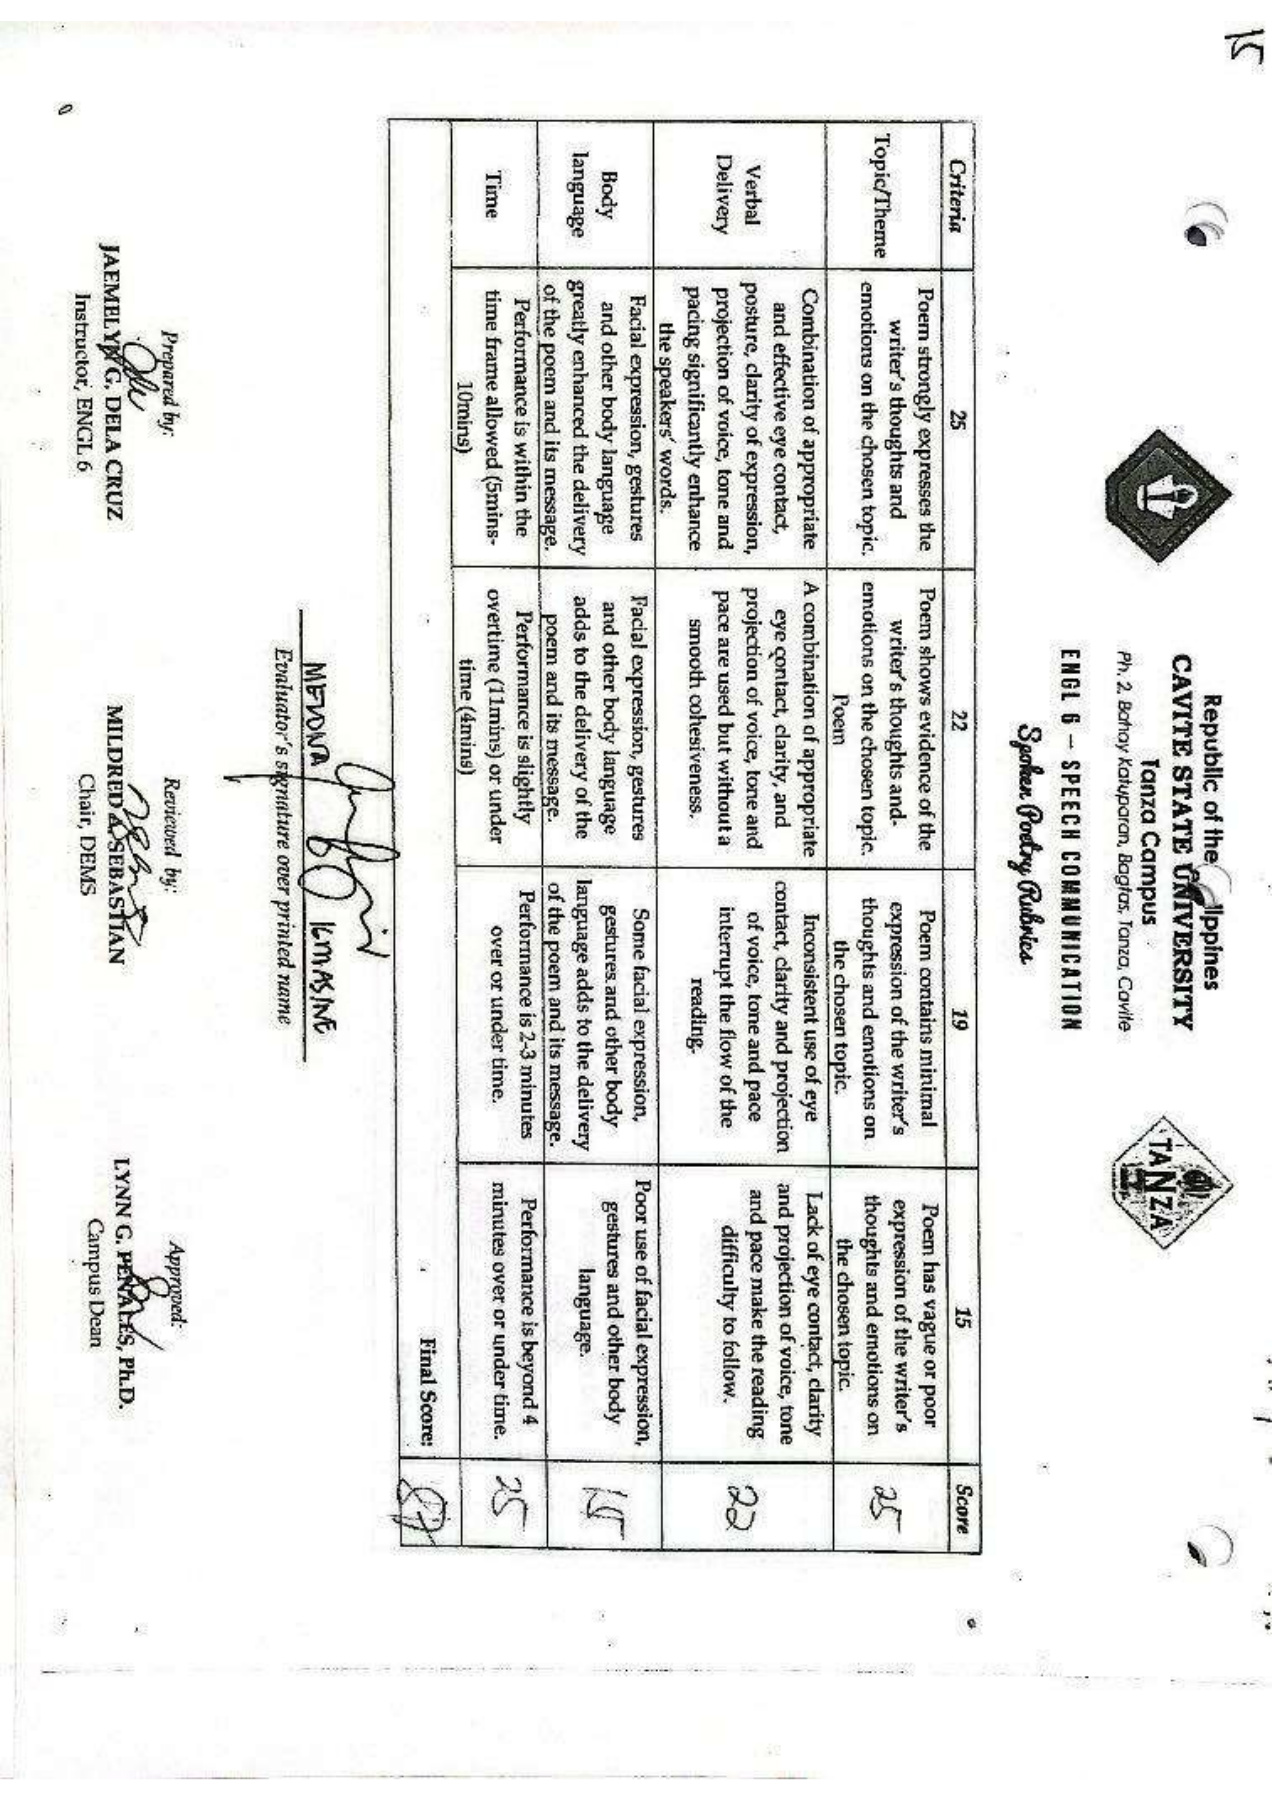 15
Republic of the lippines
CAVITE STATE UNIVERSITY
Tanza Campus
Ph. 2, Bahay Katuparan, Bagtas, Tanza, Cavite
TANZA
ENGL 6 – SPEECH COMMUNICATION
Spoken Poetry Rubrics
Criteria 25 22 19 15 Score
Topic/Theme
Poem strongly expresses the
writer's thoughts and
emotions on the chosen topic.
Poem shows evidence of the
writer's thoughts and-
emotions on the chosen topic.
Poem
Poem contains minimal
expression of the writer's
thoughts and emotions on
the chosen topic.
Poem has vague or poor
expression of the writer's
thoughts and emotions on
the chosen topic.
25
Verbal
Delivery
Combination of appropriate
and effective eye contact,
posture, clarity of expression,
projection of voice, tone and
pacing significantly enhance
the speakers' words.
A combination of appropriate
eye contact, clarity, and
projection of voice, tone and
pace are used but without a
smooth cohesiveness.
Inconsistent use of eye
contact, clarity and projection
of voice, tone and pace
interrupt the flow of the
reading.
Lack of eye contact, clarity
and projection of voice, tone
and pace make the reading
difficulty to follow.
22
Body
language
Facial expression, gestures
and other body language
greatly enhanced the delivery
of the poem and its message.
Facial expression, gestures
and other body language
adds to the delivery of the
poem and its message.
Some facial expression,
gestures and other body
language adds to the delivery
of the poem and its message.
Poor use of facial expression,
gestures and other body
language.
15
Time
Performance is within the
time frame allowed (5mins-
10mins)
Performance is slightly
overtime (11mins) or under
time (4mins)
Performance is 2-3 minutes
over or under time.
Performance is beyond 4
minutes over or under time.
25
Final Score: 87
Evaluator's signature over printed name
Prepared by:
JAEMELYN G. DELA CRUZ
Instructor, ENGL 6
Reviewed by:
MILDRED A. SEBASTIAN
Chair, DEMS
Approved:
LYNN G. PENALES, Ph.D.
Campus Dean